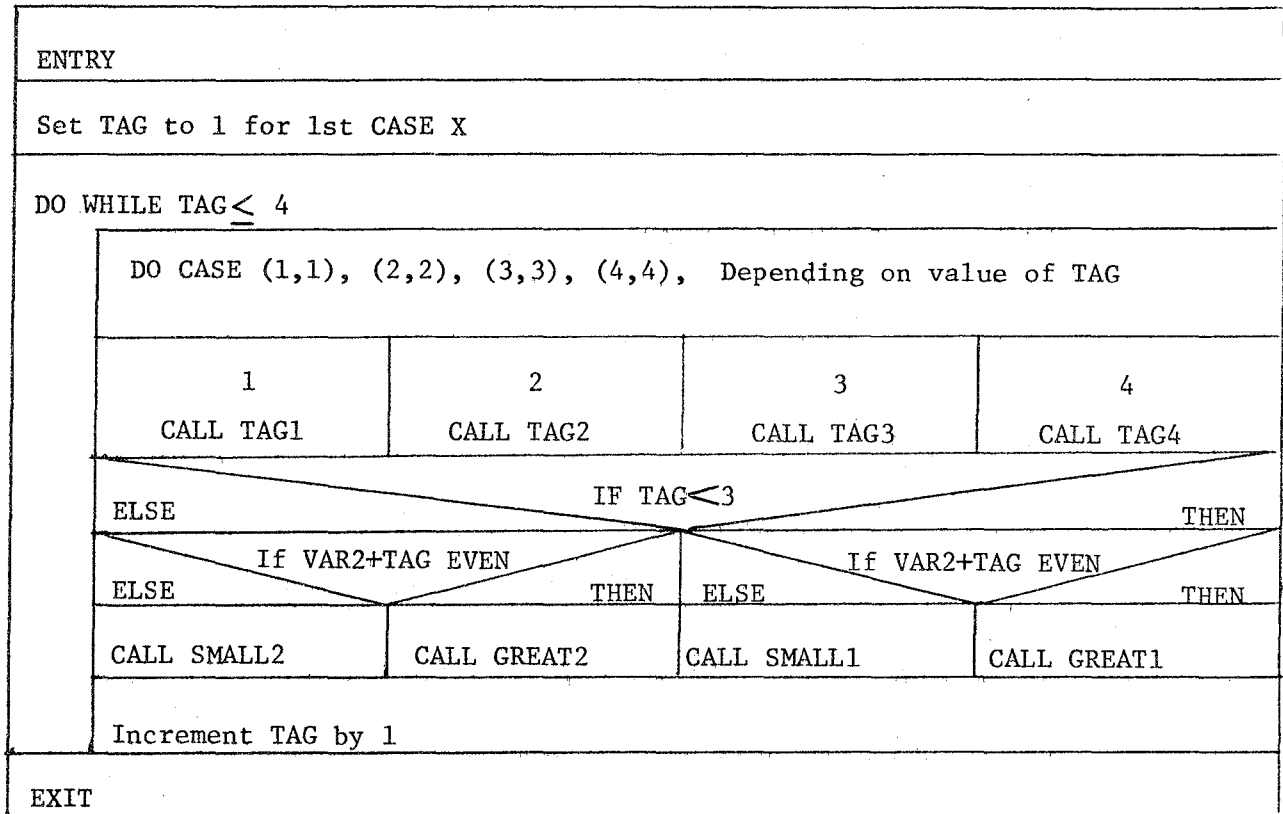 ENTRY
Set TAG to 1 for 1st CASE X
DO WHILE TAG ≤ 4
DO CASE (1,1), (2,2), (3,3), (4,4), Depending on value of TAG
1 2 3 4
CALL TAG1 CALL TAG2 CALL TAG3 CALL TAG4
IF TAG<3
ELSE THEN
If VAR2+TAG EVEN If VAR2+TAG EVEN
ELSE THEN ELSE THEN
CALL SMALL2 CALL GREAT2 CALL SMALL1 CALL GREAT1
Increment TAG by 1
EXIT